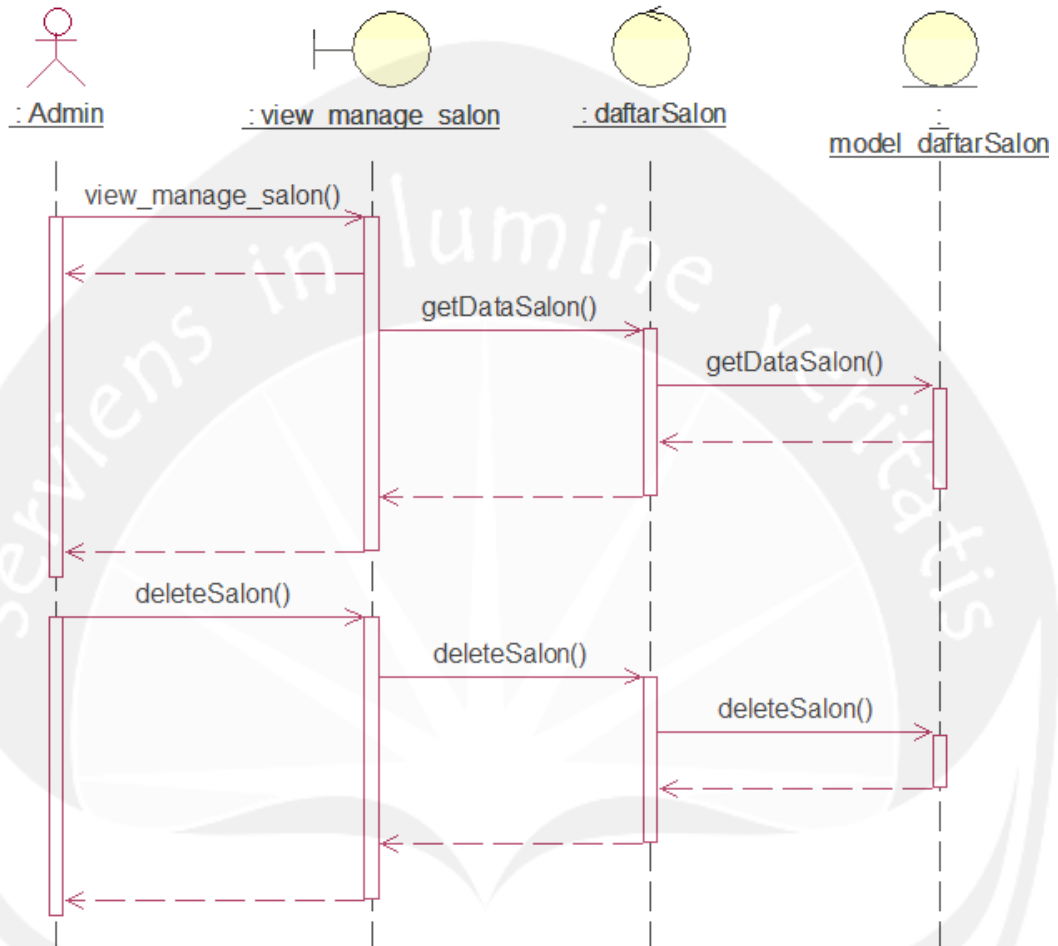 : Admin
: view_manage_salon
: daftarSalon
:
model_daftarSalon
view_manage_salon()
getDataSalon()
getDataSalon()
deleteSalon()
deleteSalon()
deleteSalon()
serviens in lumine veritatis